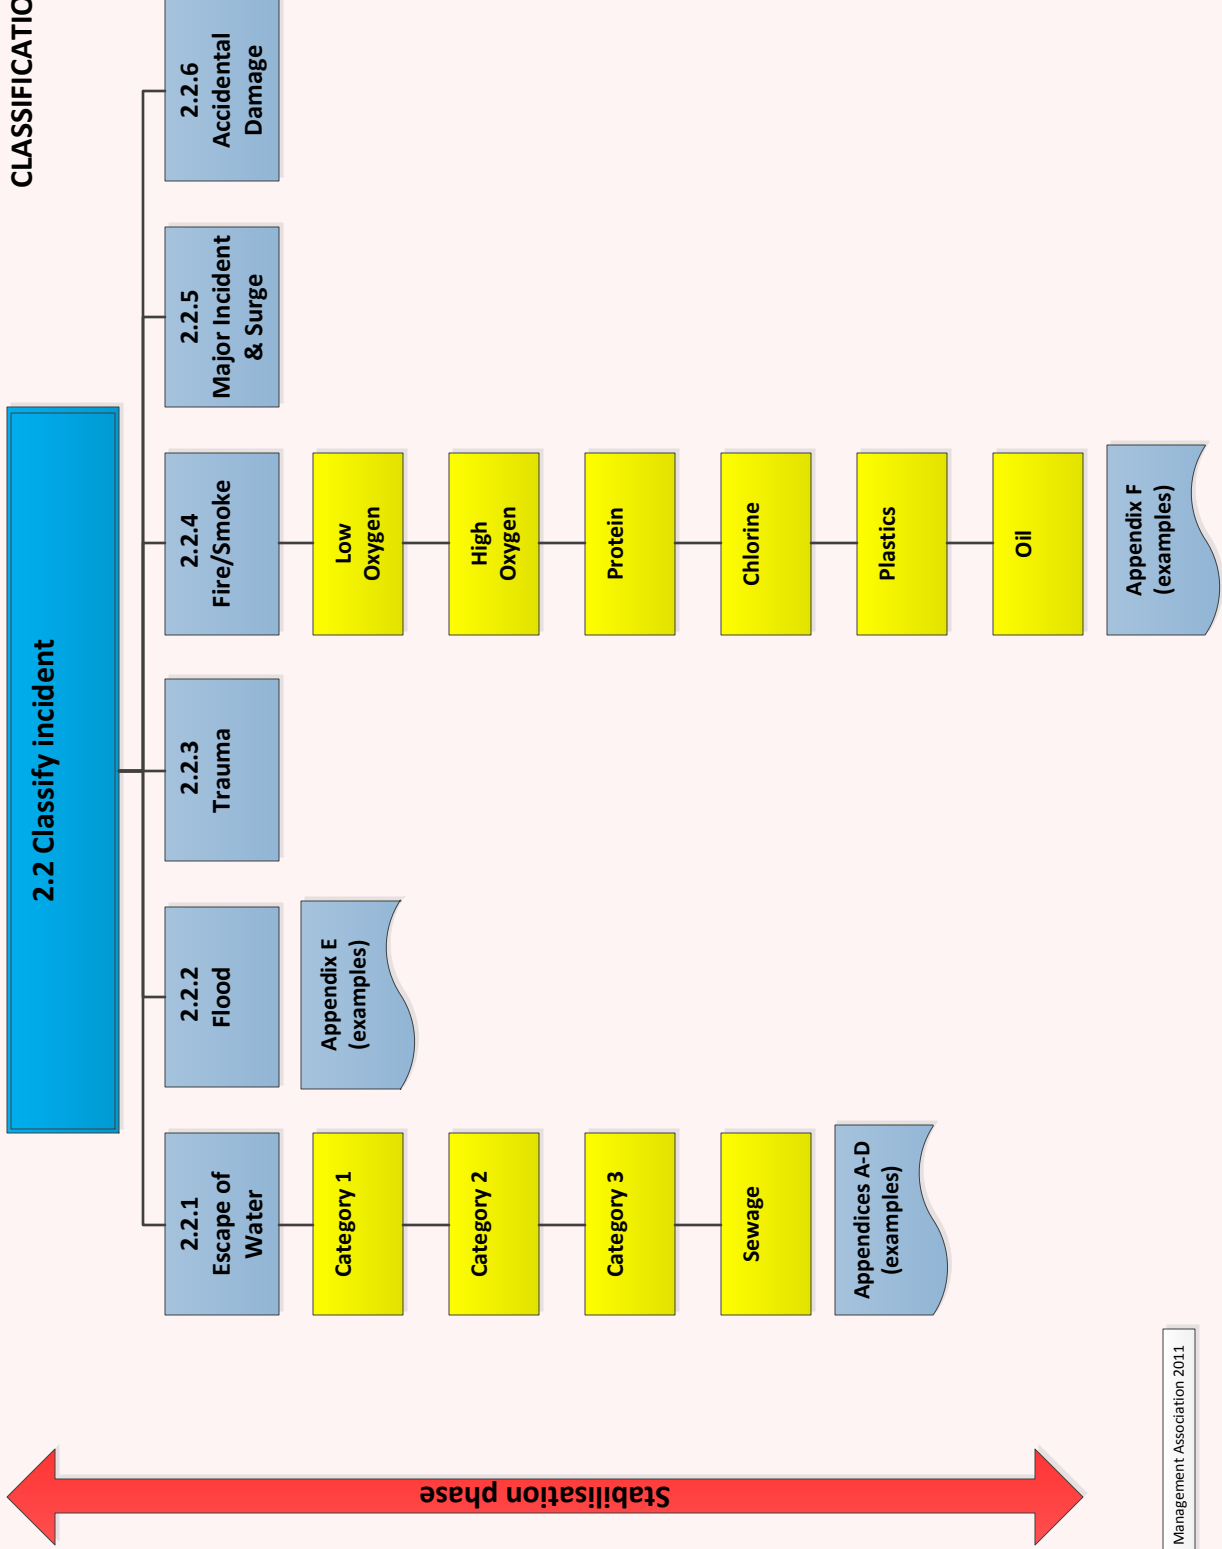 CLASSIFICATIO
2.2 Classify incident
2.2.1
Escape of
Water
2.2.2
Flood
2.2.3
Trauma
2.2.4
Fire/Smoke
2.2.5
Major Incident
& Surge
2.2.6
Accidental
Damage
Category 1
Category 2
Category 3
Sewage
Appendices A-D
(examples)
Appendix E
(examples)
Low
Oxygen
High
Oxygen
Protein
Chlorine
Plastics
Oil
Appendix F
(examples)
Stabilisation phase
Management Association 2011